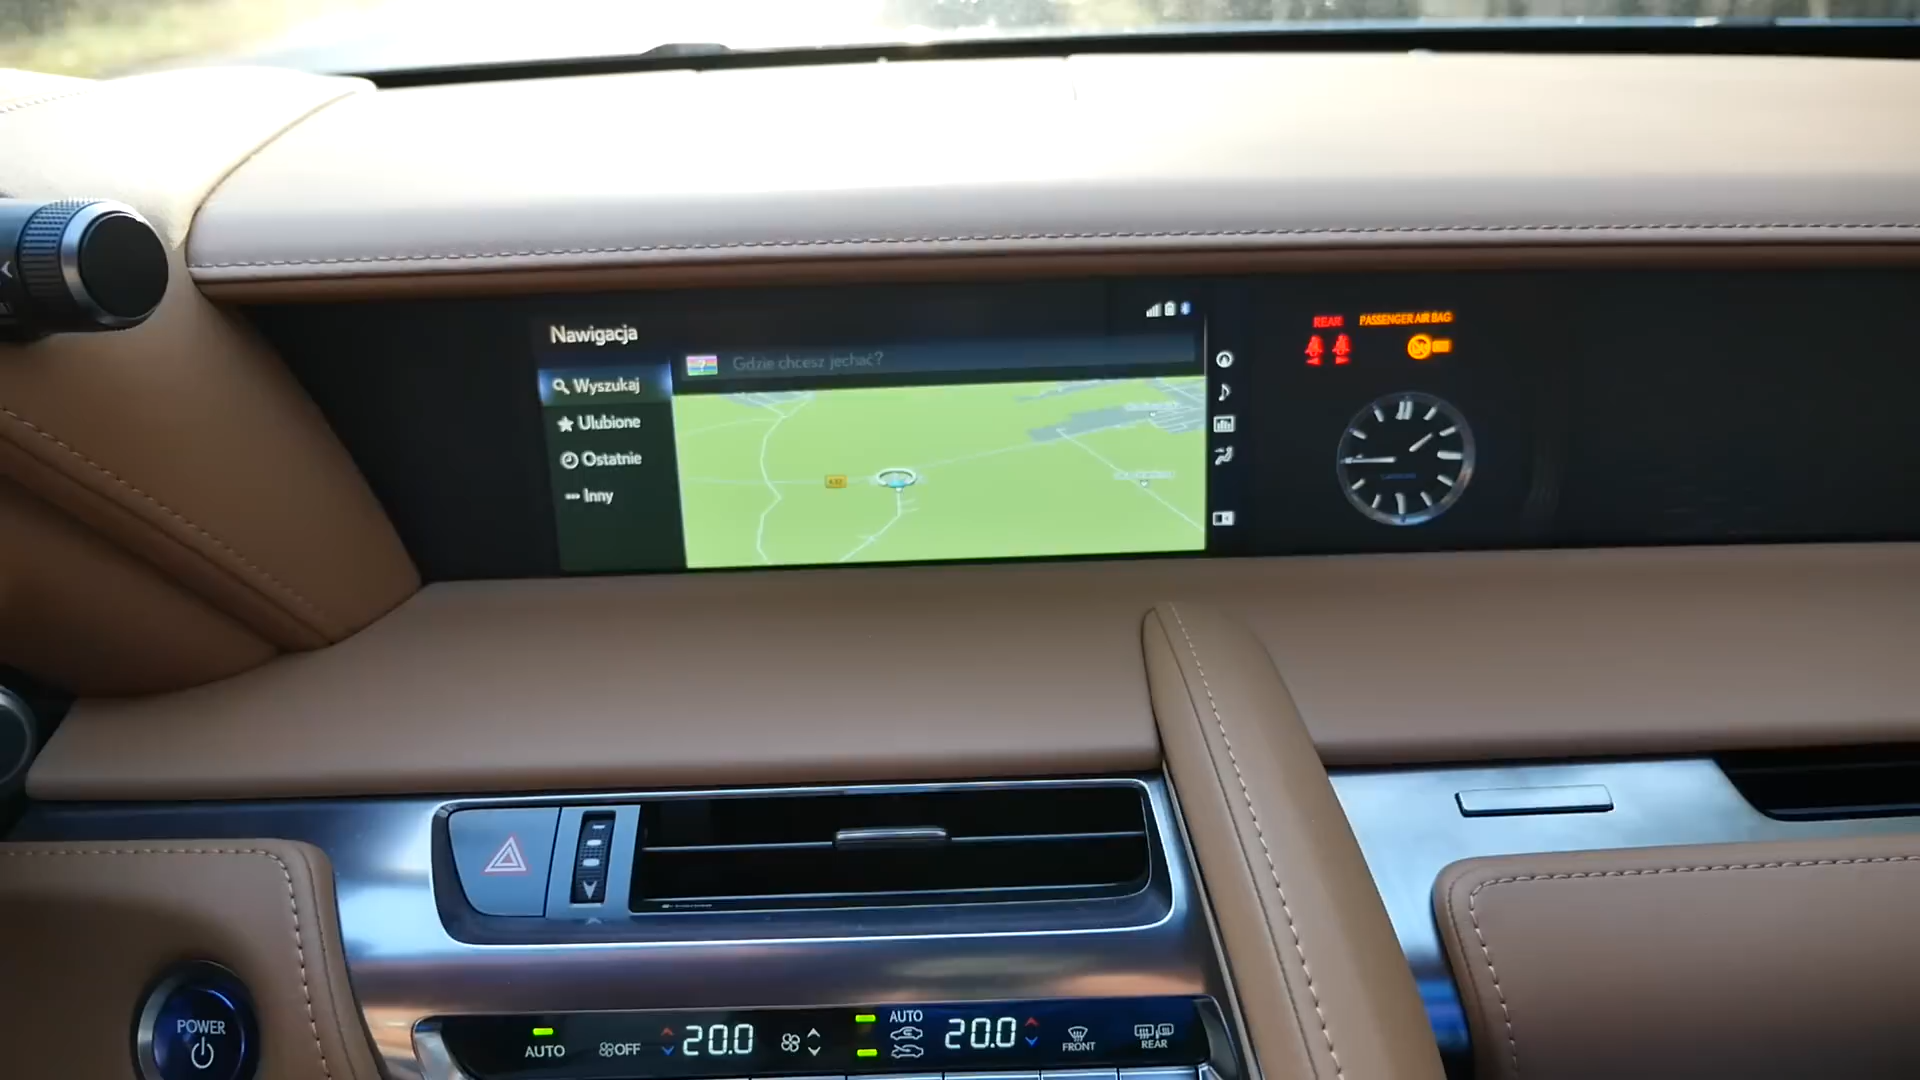 Nawigacja
Gdzie chcesz jechać?
Wyszukaj
Ulubione
Ostatnie
Inny
REAR
PASSENGER AIR BAG
POWER
AUTO
OFF
20.0
AUTO
20.0
FRONT
REAR